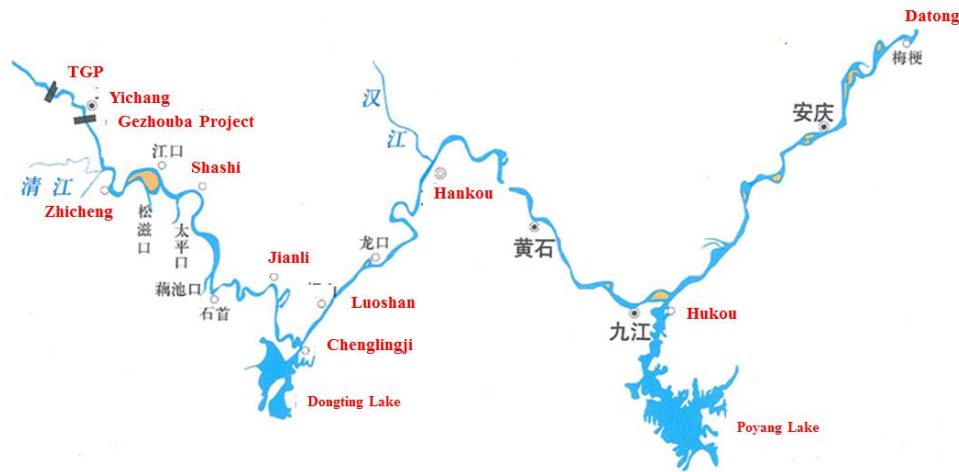 Datong
梅梗
TGP
Yichang
Gezhouba Project
汉
江
安庆
江口
Shashi
清江
Zhicheng
Hankou
松滋口
太平口
黄石
龙口
Jianli
藕池口
石首
Luoshan
Hukou
九江
Chenglingji
Dongting Lake
Poyang Lake